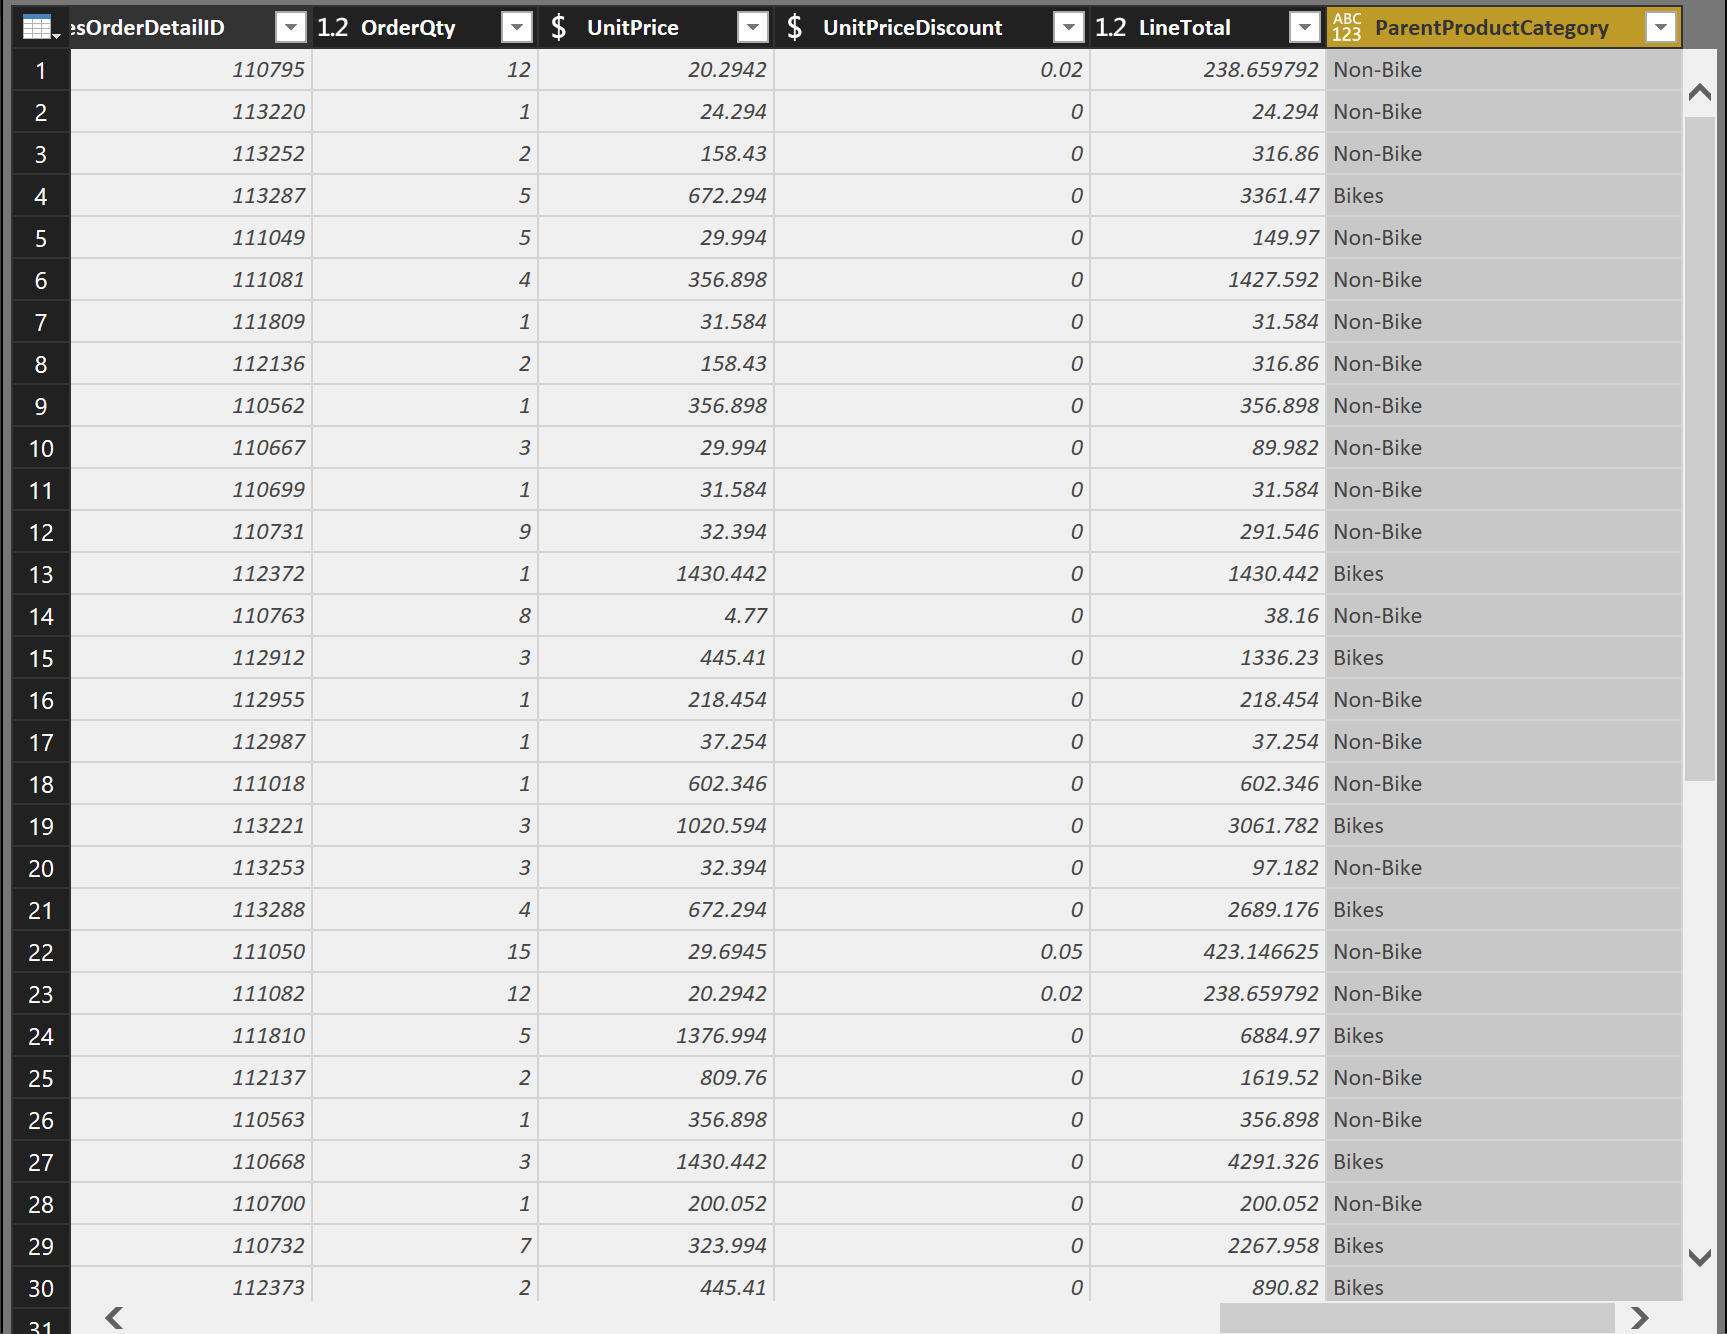 esOrderDetailID 1.2 OrderQty $ UnitPrice $ UnitPriceDiscount 1.2 LineTotal ABC 123 ParentProductCategory
1 110795 12 20.2942 0.02 238.659792 Non-Bike
2 113220 1 24.294 0 24.294 Non-Bike
3 113252 2 158.43 0 316.86 Non-Bike
4 113287 5 672.294 0 3361.47 Bikes
5 111049 5 29.994 0 149.97 Non-Bike
6 111081 4 356.898 0 1427.592 Non-Bike
7 111809 1 31.584 0 31.584 Non-Bike
8 112136 2 158.43 0 316.86 Non-Bike
9 110562 1 356.898 0 356.898 Non-Bike
10 110667 3 29.994 0 89.982 Non-Bike
11 110699 1 31.584 0 31.584 Non-Bike
12 110731 9 32.394 0 291.546 Non-Bike
13 112372 1 1430.442 0 1430.442 Bikes
14 110763 8 4.77 0 38.16 Non-Bike
15 112912 3 445.41 0 1336.23 Bikes
16 112955 1 218.454 0 218.454 Non-Bike
17 112987 1 37.254 0 37.254 Non-Bike
18 111018 1 602.346 0 602.346 Non-Bike
19 113221 3 1020.594 0 3061.782 Bikes
20 113253 3 32.394 0 97.182 Non-Bike
21 113288 4 672.294 0 2689.176 Bikes
22 111050 15 29.6945 0.05 423.146625 Non-Bike
23 111082 12 20.2942 0.02 238.659792 Non-Bike
24 111810 5 1376.994 0 6884.97 Bikes
25 112137 2 809.76 0 1619.52 Non-Bike
26 110563 1 356.898 0 356.898 Non-Bike
27 110668 3 1430.442 0 4291.326 Bikes
28 110700 1 200.052 0 200.052 Non-Bike
29 110732 7 323.994 0 2267.958 Bikes
30 112373 2 445.41 0 890.82 Bikes
31